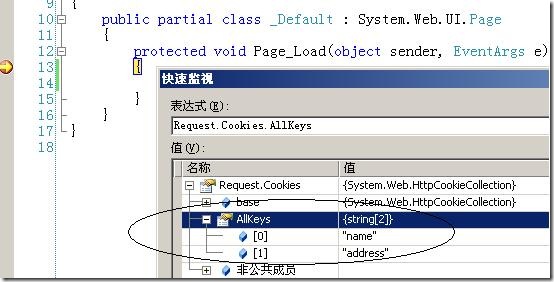 9 {
10 public partial class _Default : System.Web.UI.Page
11 {
12 protected void Page_Load(object sender, EventArgs e)
13 {
14
15 }
16 }
17 }
18
快速监视
表达式(E):
Request.Cookies.AllKeys
值(V):
名称 值
Request.Cookies {System.Web.HttpCookieCollection}
base {System.Web.HttpCookieCollection}
AllKeys {string[2]}
[0] "name"
[1] "address"
非公共成员